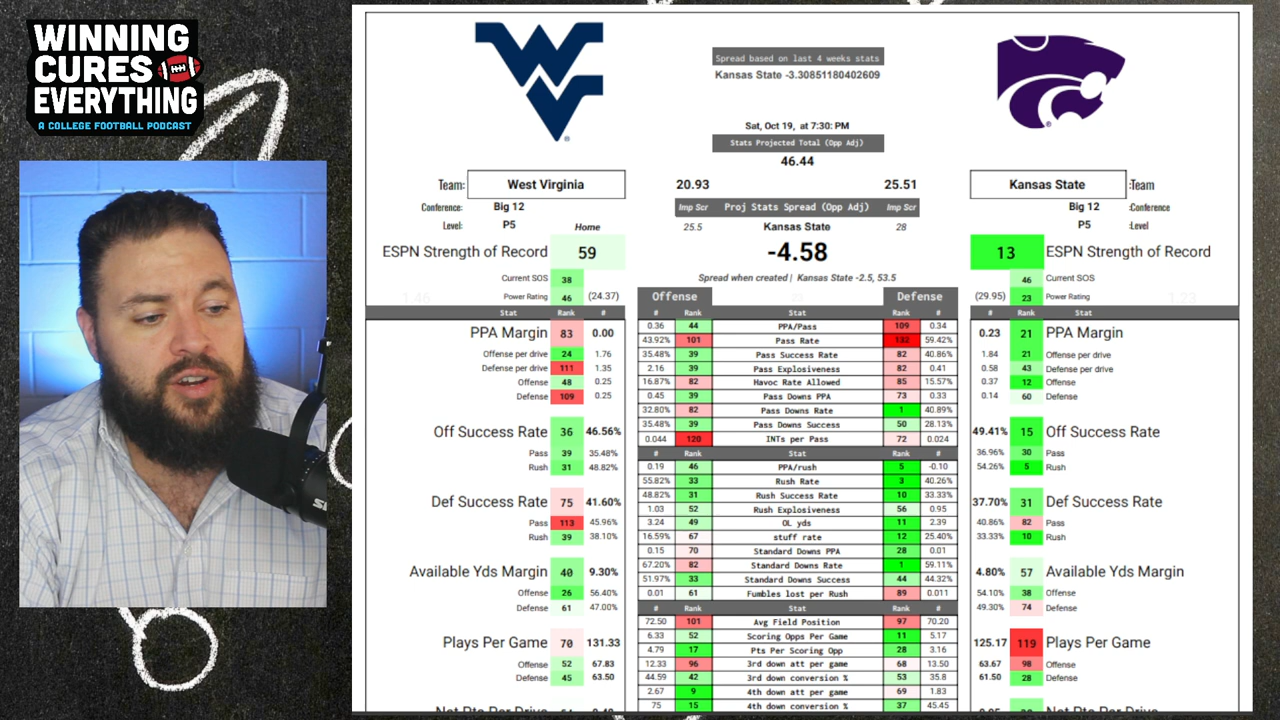 WINNING
CURES
EVERYTHING
A COLLEGE FOOTBALL PODCAST
Spread based on last 4 weeks stats
Kansas State -3.30851180402609
Sat, Oct 19, at 7:30: PM
Stats Projected Total (Opp Adj)
46.44
Team: West Virginia 20.93 25.51 Kansas State :Team
Conference: Big 12 Imp Scr Proj Stats Spread (Opp Adj) Imp Scr Big 12 :Conference
Level: P5 Home 25.5 Kansas State 28 P5 :Level
ESPN Strength of Record 59 -4.58 13 ESPN Strength of Record
Current SOS 38 Spread when created| Kansas State -2.5, 53.5 46 Current SOS
Power Rating 46 (24.37) Offense Defense (29.95) 23 Power Rating
Stat Rank # # Rank Stat Rank # # Rank Stat
PPA Margin 83 0.00 0.23 21 PPA Margin
Offense per drive 24 1.76 1.84 21 Offense per drive
Defense per drive 111 1.35 0.58 43 Defense per drive
Offense 48 0.25 0.37 12 Offense
Defense 109 0.25 0.14 60 Defense
Off Success Rate 36 46.56% 49.41% 15 Off Success Rate
Pass 39 35.48% 36.96% 30 Pass
Rush 31 48.82% 54.26% 5 Rush
Def Success Rate 75 41.60% 37.70% 31 Def Success Rate
Pass 113 45.96% 40.86% 82 Pass
Rush 39 38.10% 33.33% 10 Rush
Available Yds Margin 40 9.30% 4.80% 57 Available Yds Margin
Offense 26 56.40% 54.10% 38 Offense
Defense 61 47.00% 49.30% 74 Defense
Plays Per Game 70 131.33 125.17 119 Plays Per Game
Offense 52 67.83 63.67 98 Offense
Defense 45 63.50 61.50 28 Defense
0.36 44 PPA/Pass 109 0.34
43.92% 101 Pass Rate 132 59.42%
35.48% 39 Pass Success Rate 82 40.86%
2.16 39 Pass Explosiveness 82 0.41
16.87% 82 Havoc Rate Allowed 85 15.57%
0.45 39 Pass Downs PPA 73 0.33
32.80% 82 Pass Downs Rate 1 40.89%
35.48% 39 Pass Downs Success 50 28.13%
0.044 120 INTs per Pass 72 0.024
# Rank Stat Rank #
0.19 46 PPA/rush 5 -0.10
55.82% 33 Rush Rate 3 40.26%
48.82% 31 Rush Success Rate 10 33.33%
1.03 52 Rush Explosiveness 56 0.95
3.24 49 OL yds 11 2.39
16.59% 67 stuff rate 12 25.40%
0.15 70 Standard Downs PPA 28 0.01
67.20% 82 Standard Downs Rate 1 59.11%
51.97% 33 Standard Downs Success 44 44.32%
0.01 61 Fumbles lost per Rush 89 0.011
# Rank Stat Rank #
72.50 101 Avg Field Position 97 70.20
6.33 52 Scoring Opps Per Game 11 5.17
4.79 17 Pts Per Scoring Opp 28 3.16
12.33 96 3rd down att per game 68 13.50
44.59 42 3rd down conversion % 53 35.8
2.67 9 4th down att per game 69 1.83
75 15 4th down conversion % 37 45.45